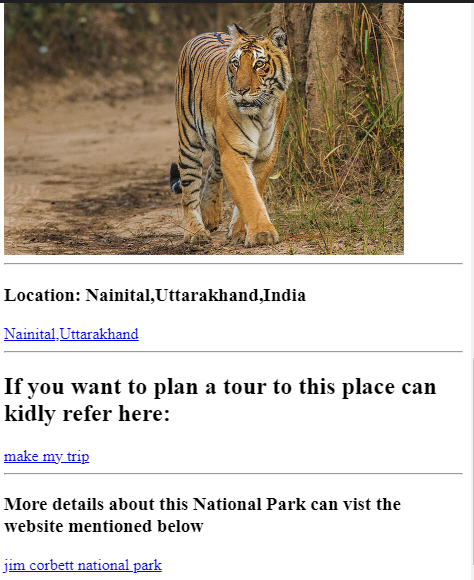 Location: Nainital,Uttarakhand,India
Nainital,Uttarakhand
If you want to plan a tour to this place can
kidly refer here:
make my trip
More details about this National Park can vist the
website mentioned below
jim corbett national park